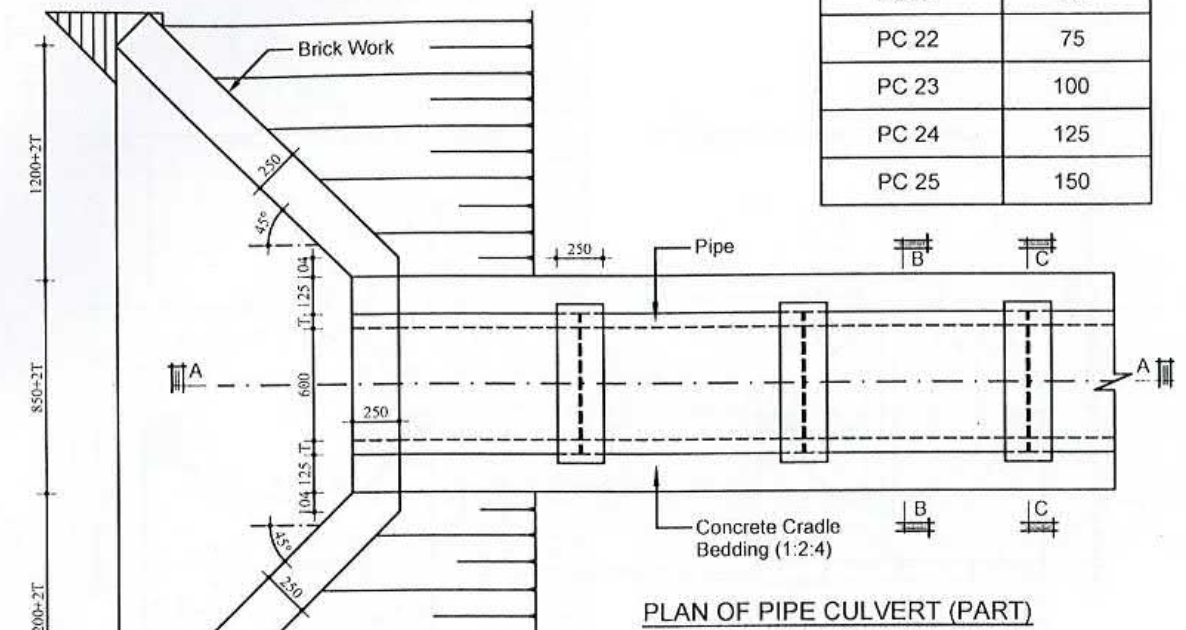 Brick Work
PC 22 75
PC 23 100
PC 24 125
PC 25 150
1200+2T
250
45°
104
125
T
250
Pipe
B
C
A
850+2T
600
250
A
T
125
104
45°
250
Concrete Cradle
Bedding (1:2:4)
B
C
200+2T
PLAN OF PIPE CULVERT (PART)